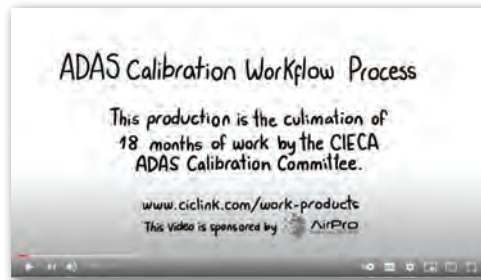 ADAS Calibration Workflow Process
This production is the culimation of
18 months of work by the CIECA
ADAS Calibration Committee.
www.ciclink.com/work-products
This Video is sponsored by AirPro